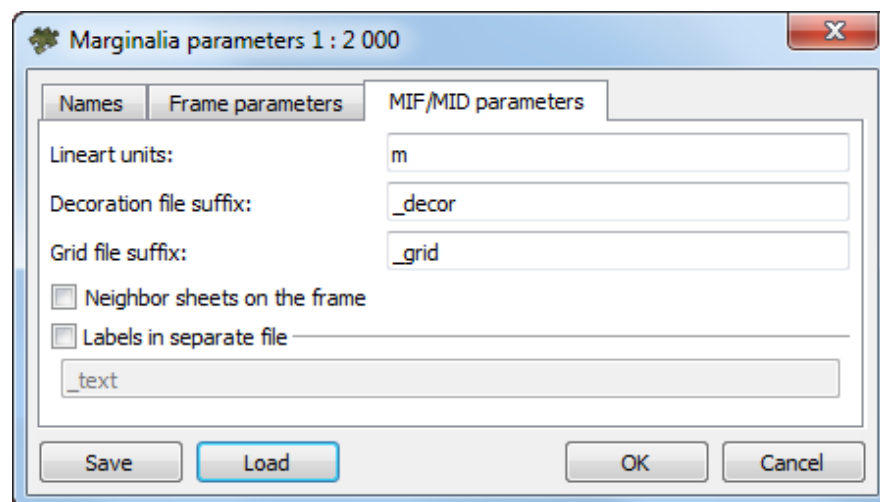 Marginalia parameters 1 : 2 000
Names Frame parameters MIF/MID parameters
Lineart units: m
Decoration file suffix: _decor
Grid file suffix: _grid
Neighbor sheets on the frame
Labels in separate file
_text
Save Load OK Cancel